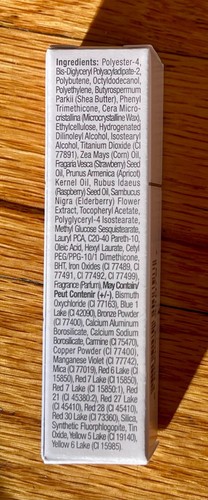 Ingredients: Polyester-4,
Bis-Diglyceryl Polyacyladipate-2,
Polybutene, Octyldodecanol,
Polyethylene, Butyrospermum
Parkii (Shea Butter), Phenyl
Trimethicone, Cera Micro-
cristallina (Microcrystalline Wax),
Ethylcellulose, Hydrogenated
Dilinoleyl Alcohol, Isostearyl
Alcohol, Titanium Dioxide (CI
77891), Zea Mays (Corn) Oil,
Fragaria Vesca (Strawberry) Seed
Oil, Prunus Armeniaca (Apricot)
Kernel Oil, Rubus Idaeus
(Raspberry) Seed Oil, Sambucus
Nigra (Elderberry) Flower
Extract, Tocopheryl Acetate,
Polyglyceryl-4 Isostearate,
Methyl Glucose Sesquistearate,
Lauryl PCA, C20-40 Pareth-10,
Oleic Acid, Hexyl Laurate, Cetyl
PEG/PPG-10/1 Dimethicone,
BHT, Iron Oxides (CI 77489, CI
77491, CI 77492, CI 77499),
Fragrance (Parfum), May Contain/
Peut Contenir (+/-), Bismuth
Oxychloride (CI 77163), Blue 1
Lake (CI 42090), Bronze Powder
(CI 77400), Calcium Aluminum
Borosilicate, Calcium Sodium
Borosilicate, Carmine (CI 75470),
Copper Powder (CI 77400),
Manganese Violet (CI 77742),
Mica (CI 77019), Red 6 Lake (CI
15850), Red 7 Lake (CI 15850),
Red 7 Lake (CI 15850:1), Red
21 (CI 45380:2), Red 27 Lake
(CI 45410), Red 28 (CI 45410),
Red 30 Lake (CI 73360), Silica,
Synthetic Fluorphlogopite, Tin
Oxide, Yellow 5 Lake (CI 19140),
Yellow 6 Lake (CI 15985).